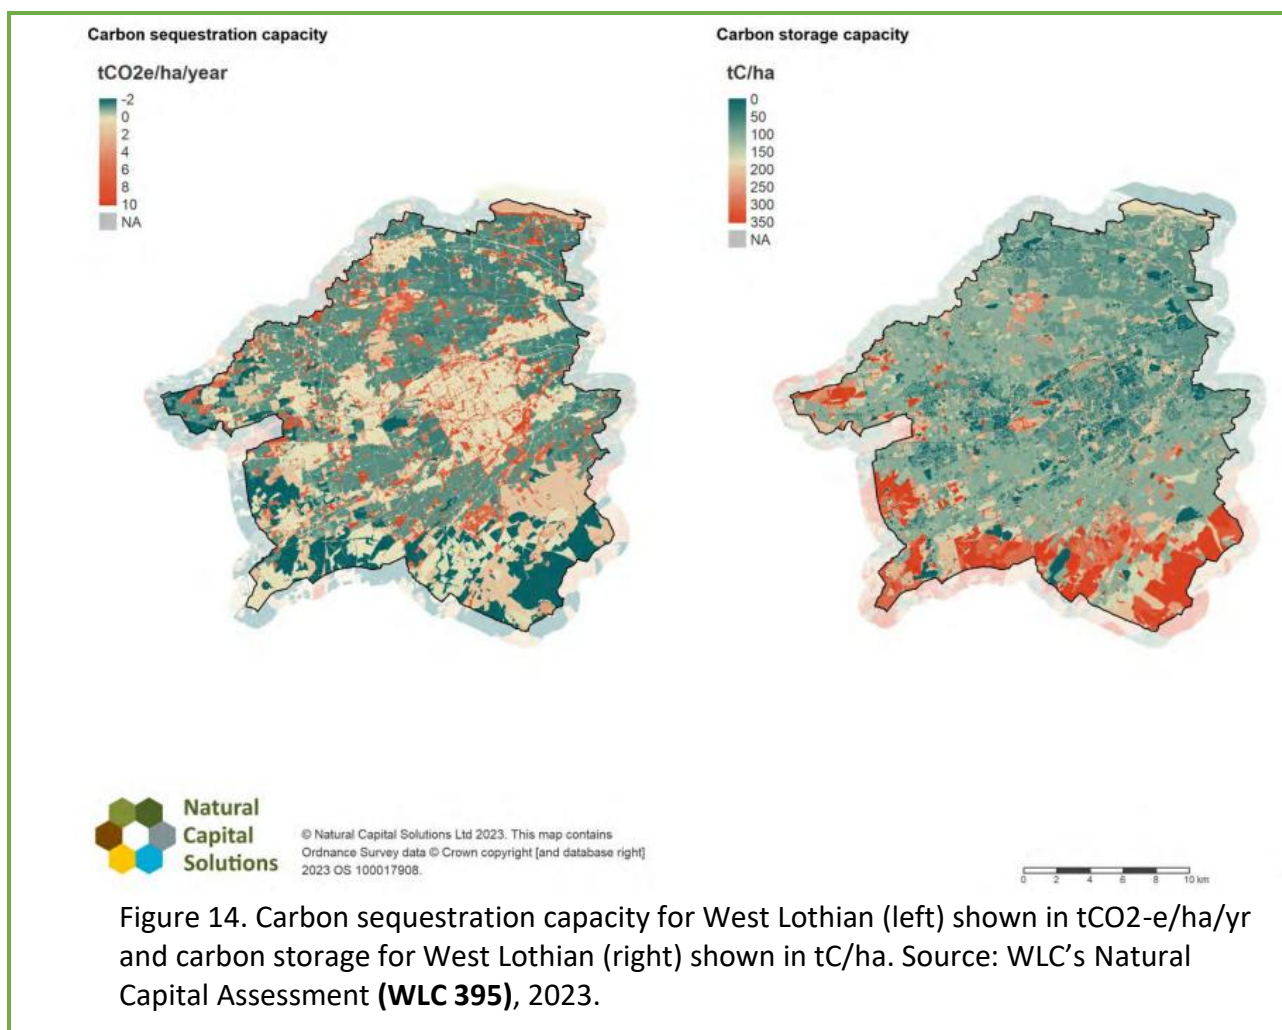 Carbon sequestration capacity
tCO2e/ha/year
-2
0
2
4
6
8
10
NA
Carbon storage capacity
tC/ha
0
50
100
150
200
250
300
350
NA
Natural
Capital
Solutions
© Natural Capital Solutions Ltd 2023. This map contains
Ordnance Survey data © Crown copyright [and database right]
2023 OS 100017908.
0 2 4 6 8 10 km
Figure 14. Carbon sequestration capacity for West Lothian (left) shown in tCO2-e/ha/yr
and carbon storage for West Lothian (right) shown in tC/ha. Source: WLC’s Natural
Capital Assessment (WLC 395), 2023.